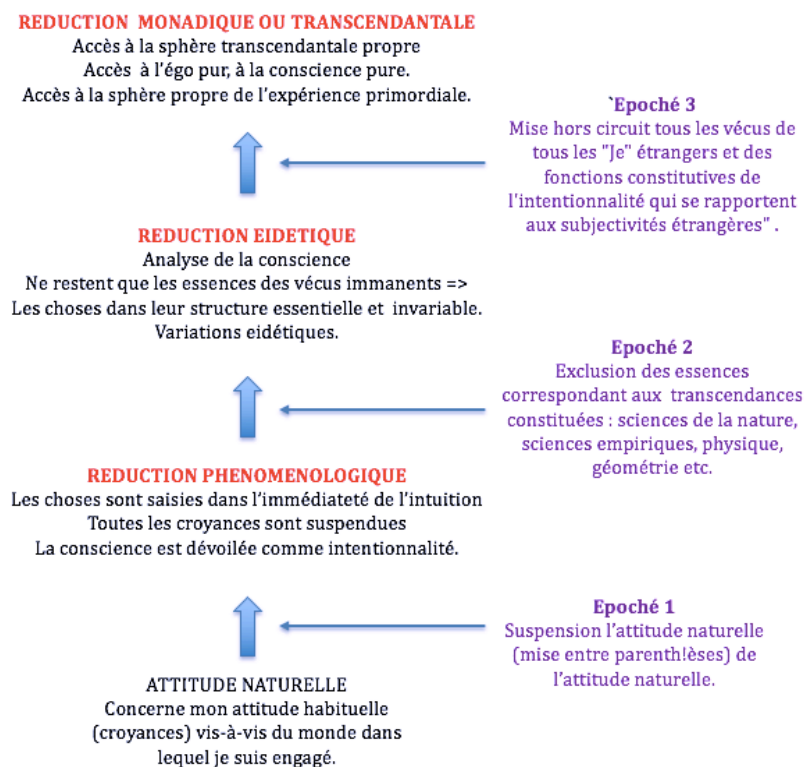 REDUCTION MONADIQUE OU TRANSCENDANTALE
Accès à la sphère transcendantale propre
Accès à l'égo pur, à la conscience pure.
Accès à la sphère propre de l'expérience primordiale.
`Epoché 3
Mise hors circuit tous les vécus de
tous les "Je" étrangers et des
fonctions constitutives de
l'intentionnalité qui se rapportent
aux subjectivités étrangères" .
REDUCTION EIDETIQUE
Analyse de la conscience
Ne restent que les essences des vécus immanents =>
Les choses dans leur structure essentielle et invariable.
Variations eidétiques.
Epoché 2
Exclusion des essences
correspondant aux transcendances
constituées : sciences de la nature,
sciences empiriques, physique,
géométrie etc.
REDUCTION PHENOMENOLOGIQUE
Les choses sont saisies dans l'immédiateté de l'intuition
Toutes les croyances sont suspendues
La conscience est dévoilée comme intentionnalité.
Epoché 1
Suspension l'attitude naturelle
(mise entre parenth!èses) de
l'attitude naturelle.
ATTITUDE NATURELLE
Concerne mon attitude habituelle
(croyances) vis-à-vis du monde dans
lequel je suis engagé.